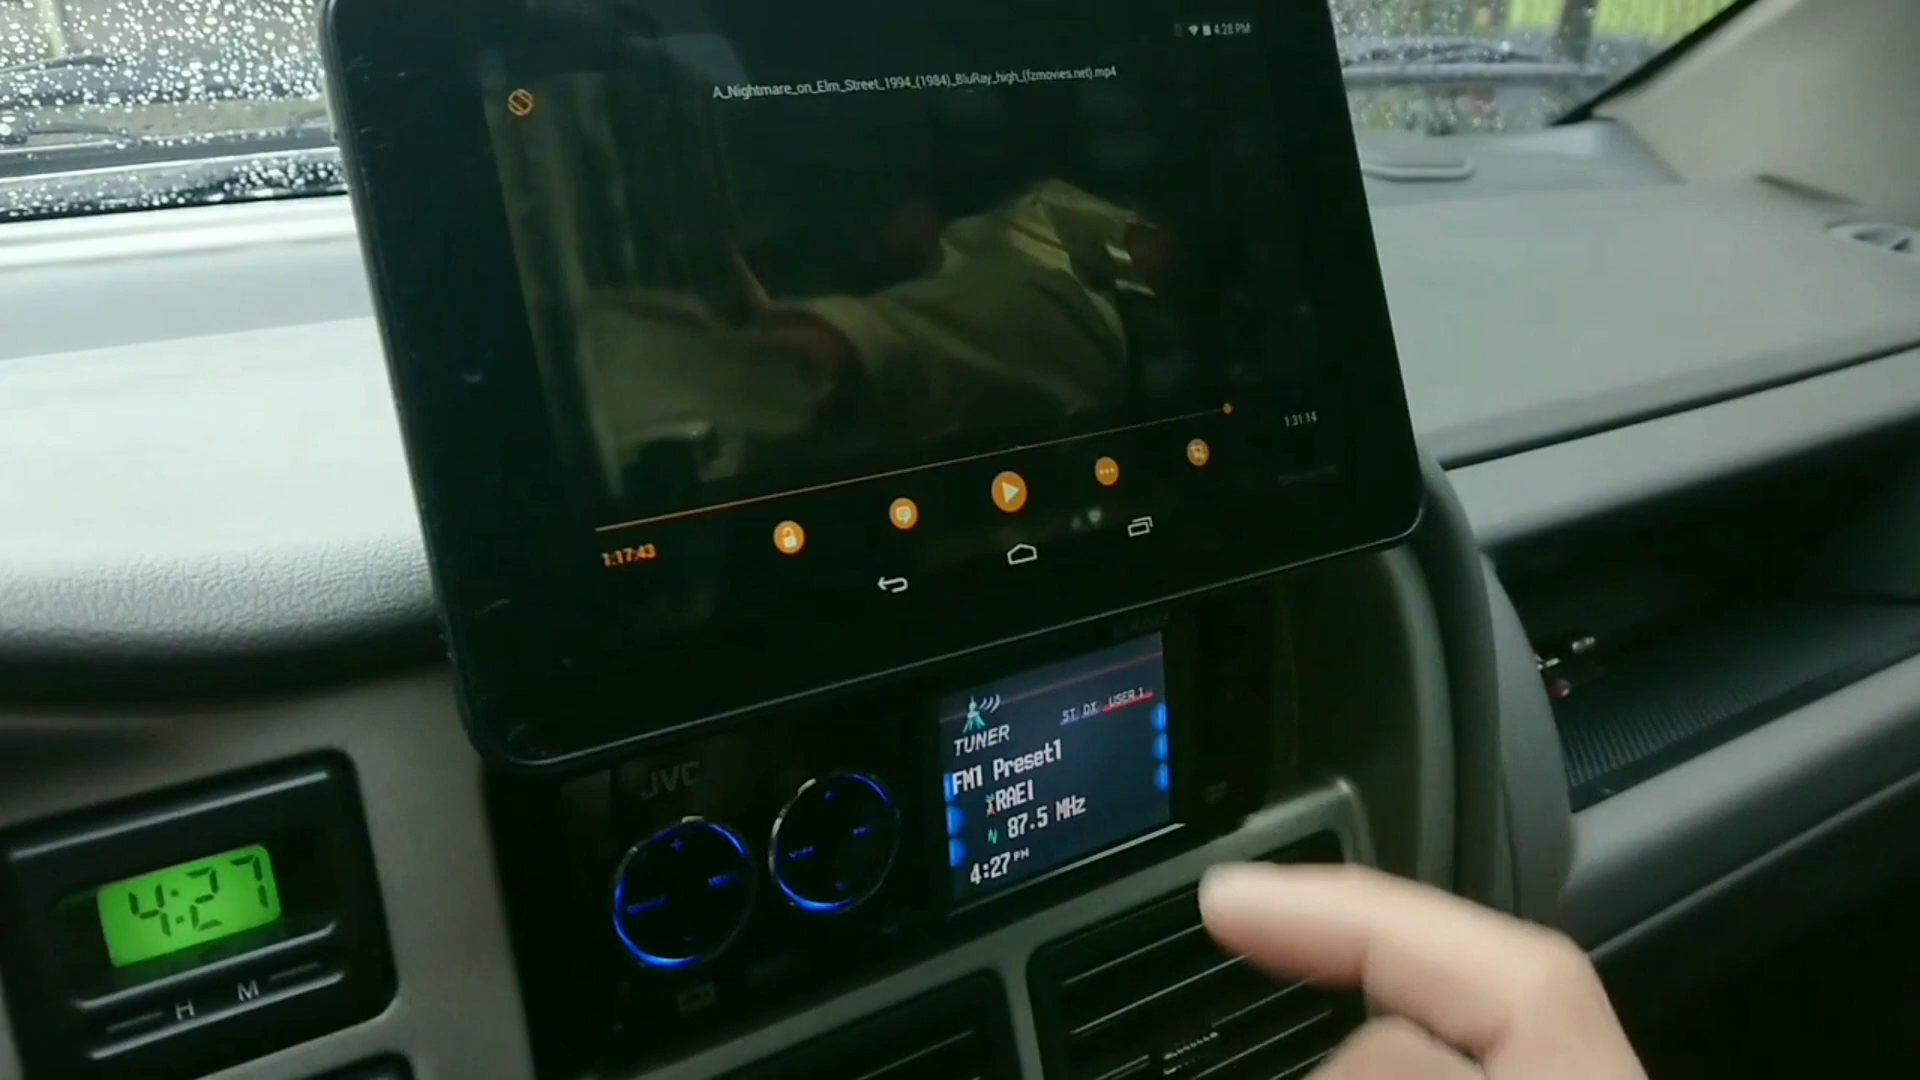 4:28 PM
A_Nightmare_on_Elm_Street_1994_(1984)_BluRay_high_(fzmovies.net).mp4
1:31:14
1:17:43
JVC
ST DX USER 1
TUNER
FM1 Preset1
RAE1
87.5 MHz
4:27 PM
4:27
H M